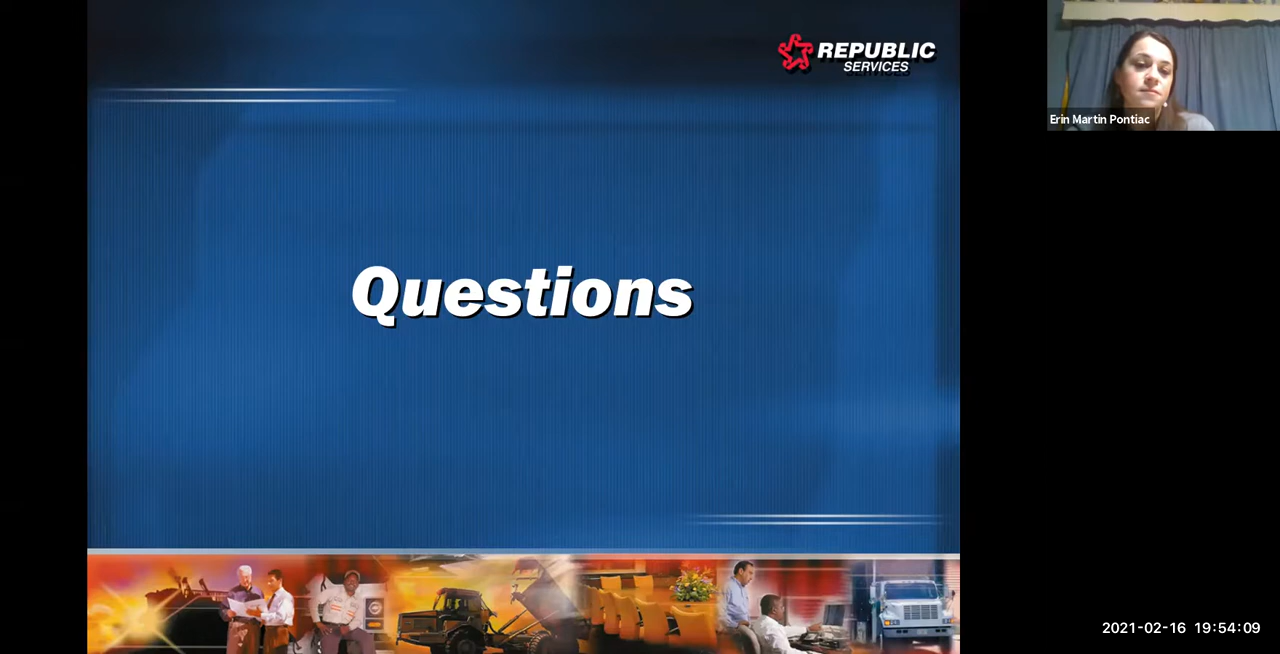 REPUBLIC
SERVICES
Erin Martin Pontiac
Questions
2021-02-16 19:54:09